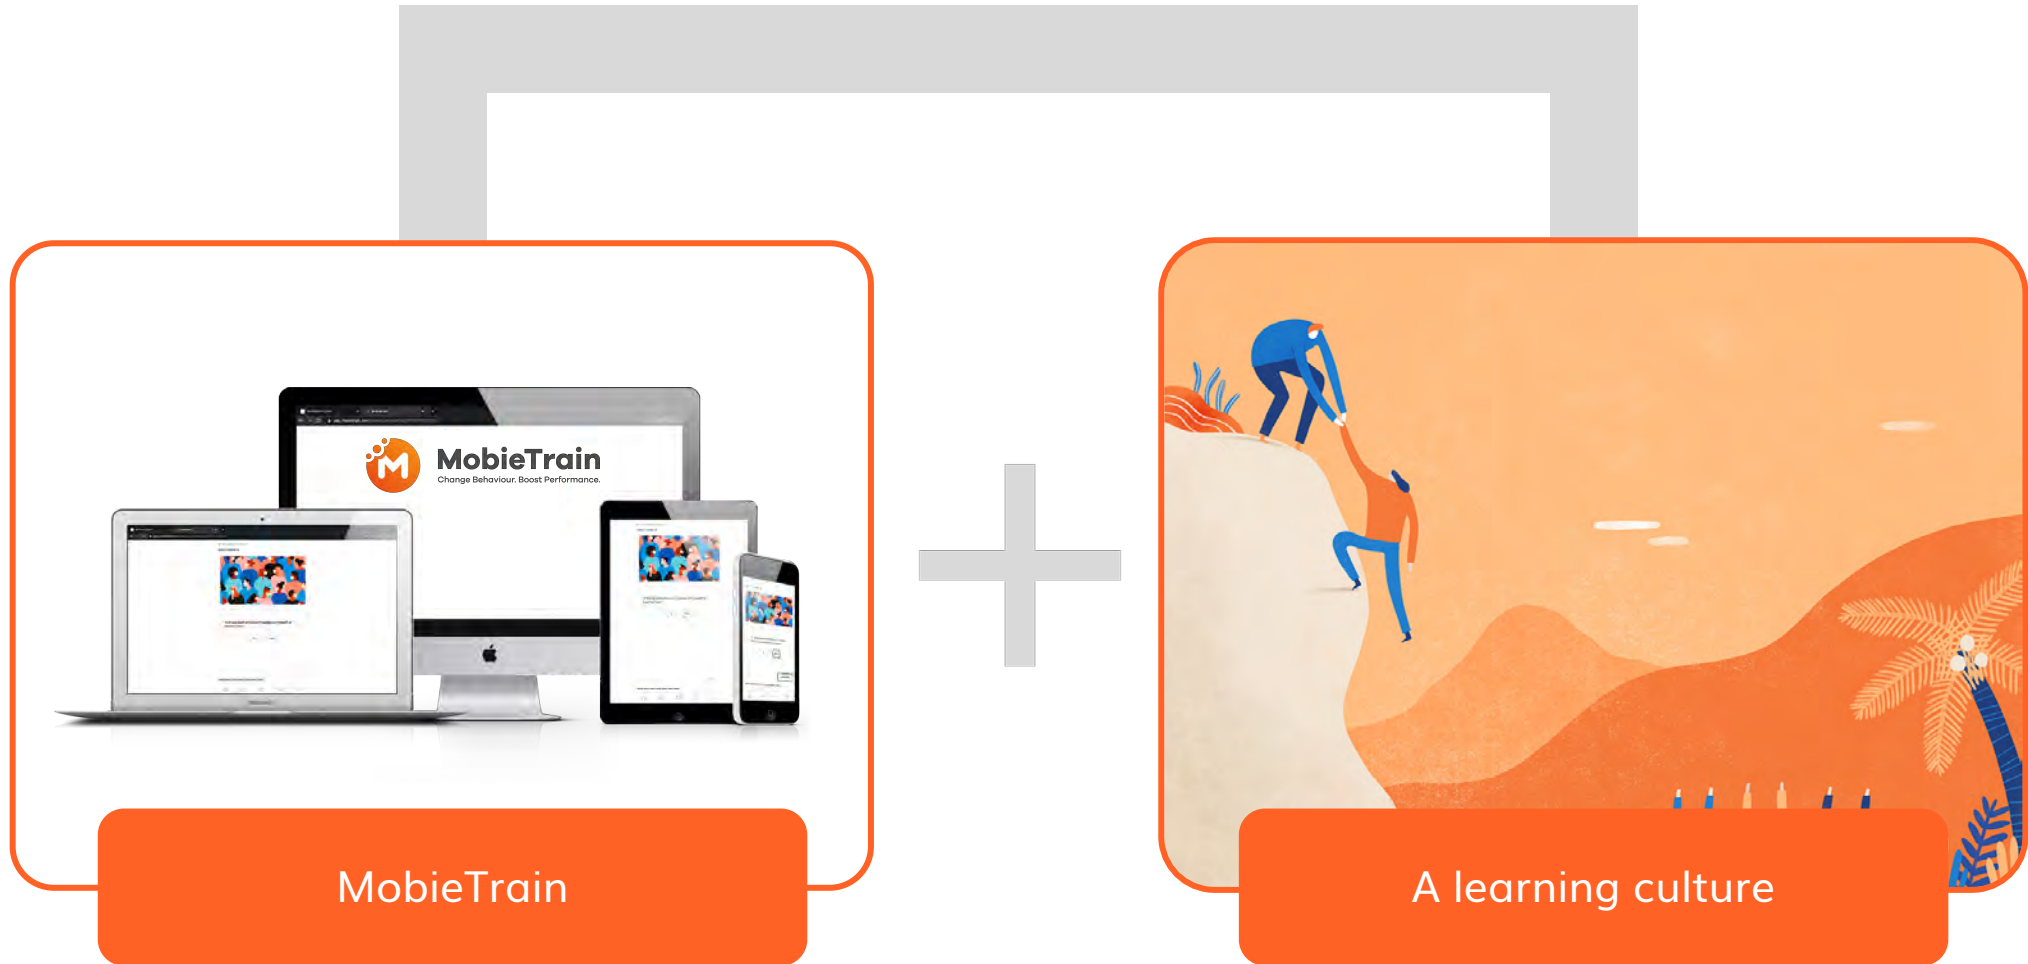 MobieTrain
Change Behaviour. Boost Performance.
MobieTrain
A learning culture